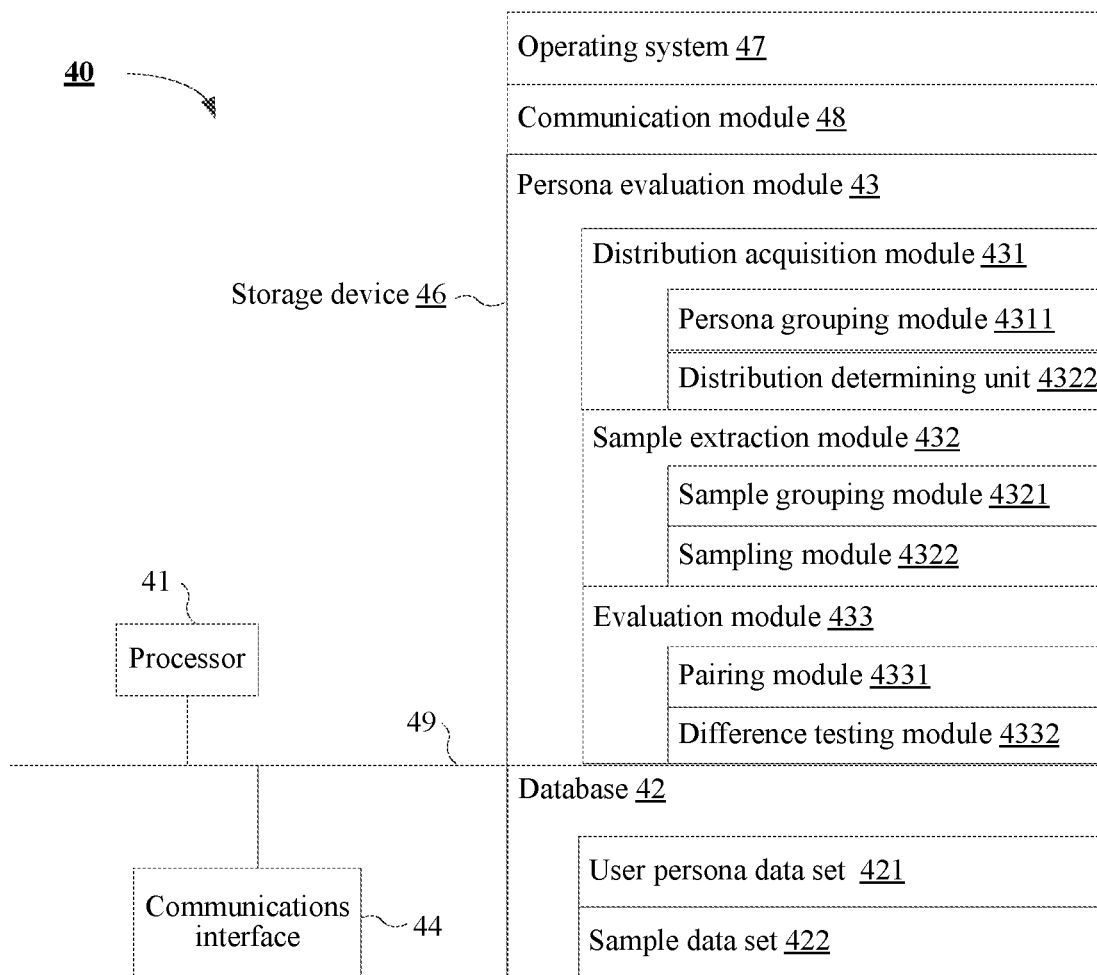 40
Operating system 47
Communication module 48
Persona evaluation module 43
Distribution acquisition module 431
Storage device 46
Persona grouping module 4311
Distribution determining unit 4322
Sample extraction module 432
Sample grouping module 4321
Sampling module 4322
41
Evaluation module 433
Processor
Pairing module 4331
49
Difference testing module 4332
Database 42
User persona data set 421
Communications
interface
44
Sample data set 422